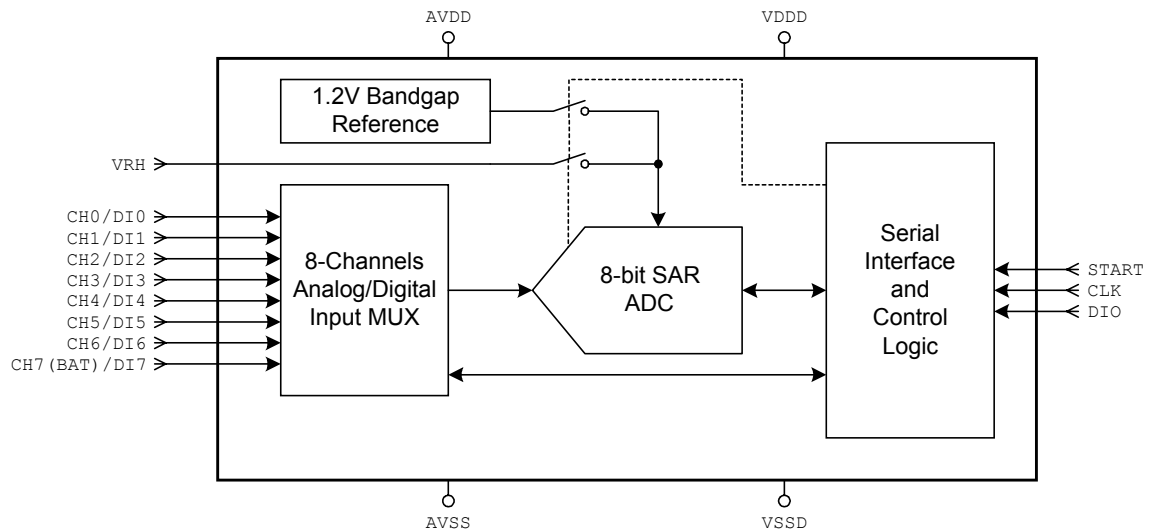 AVDD
VDDD
1.2V Bandgap
Reference
VRH
CH0/DI0
CH1/DI1
CH2/DI2
CH3/DI3
CH4/DI4
CH5/DI5
CH6/DI6
CH7(BAT)/DI7
8-Channels
Analog/Digital
Input MUX
8-bit SAR
ADC
Serial
Interface
and
Control
Logic
START
CLK
DIO
AVSS
VSSD